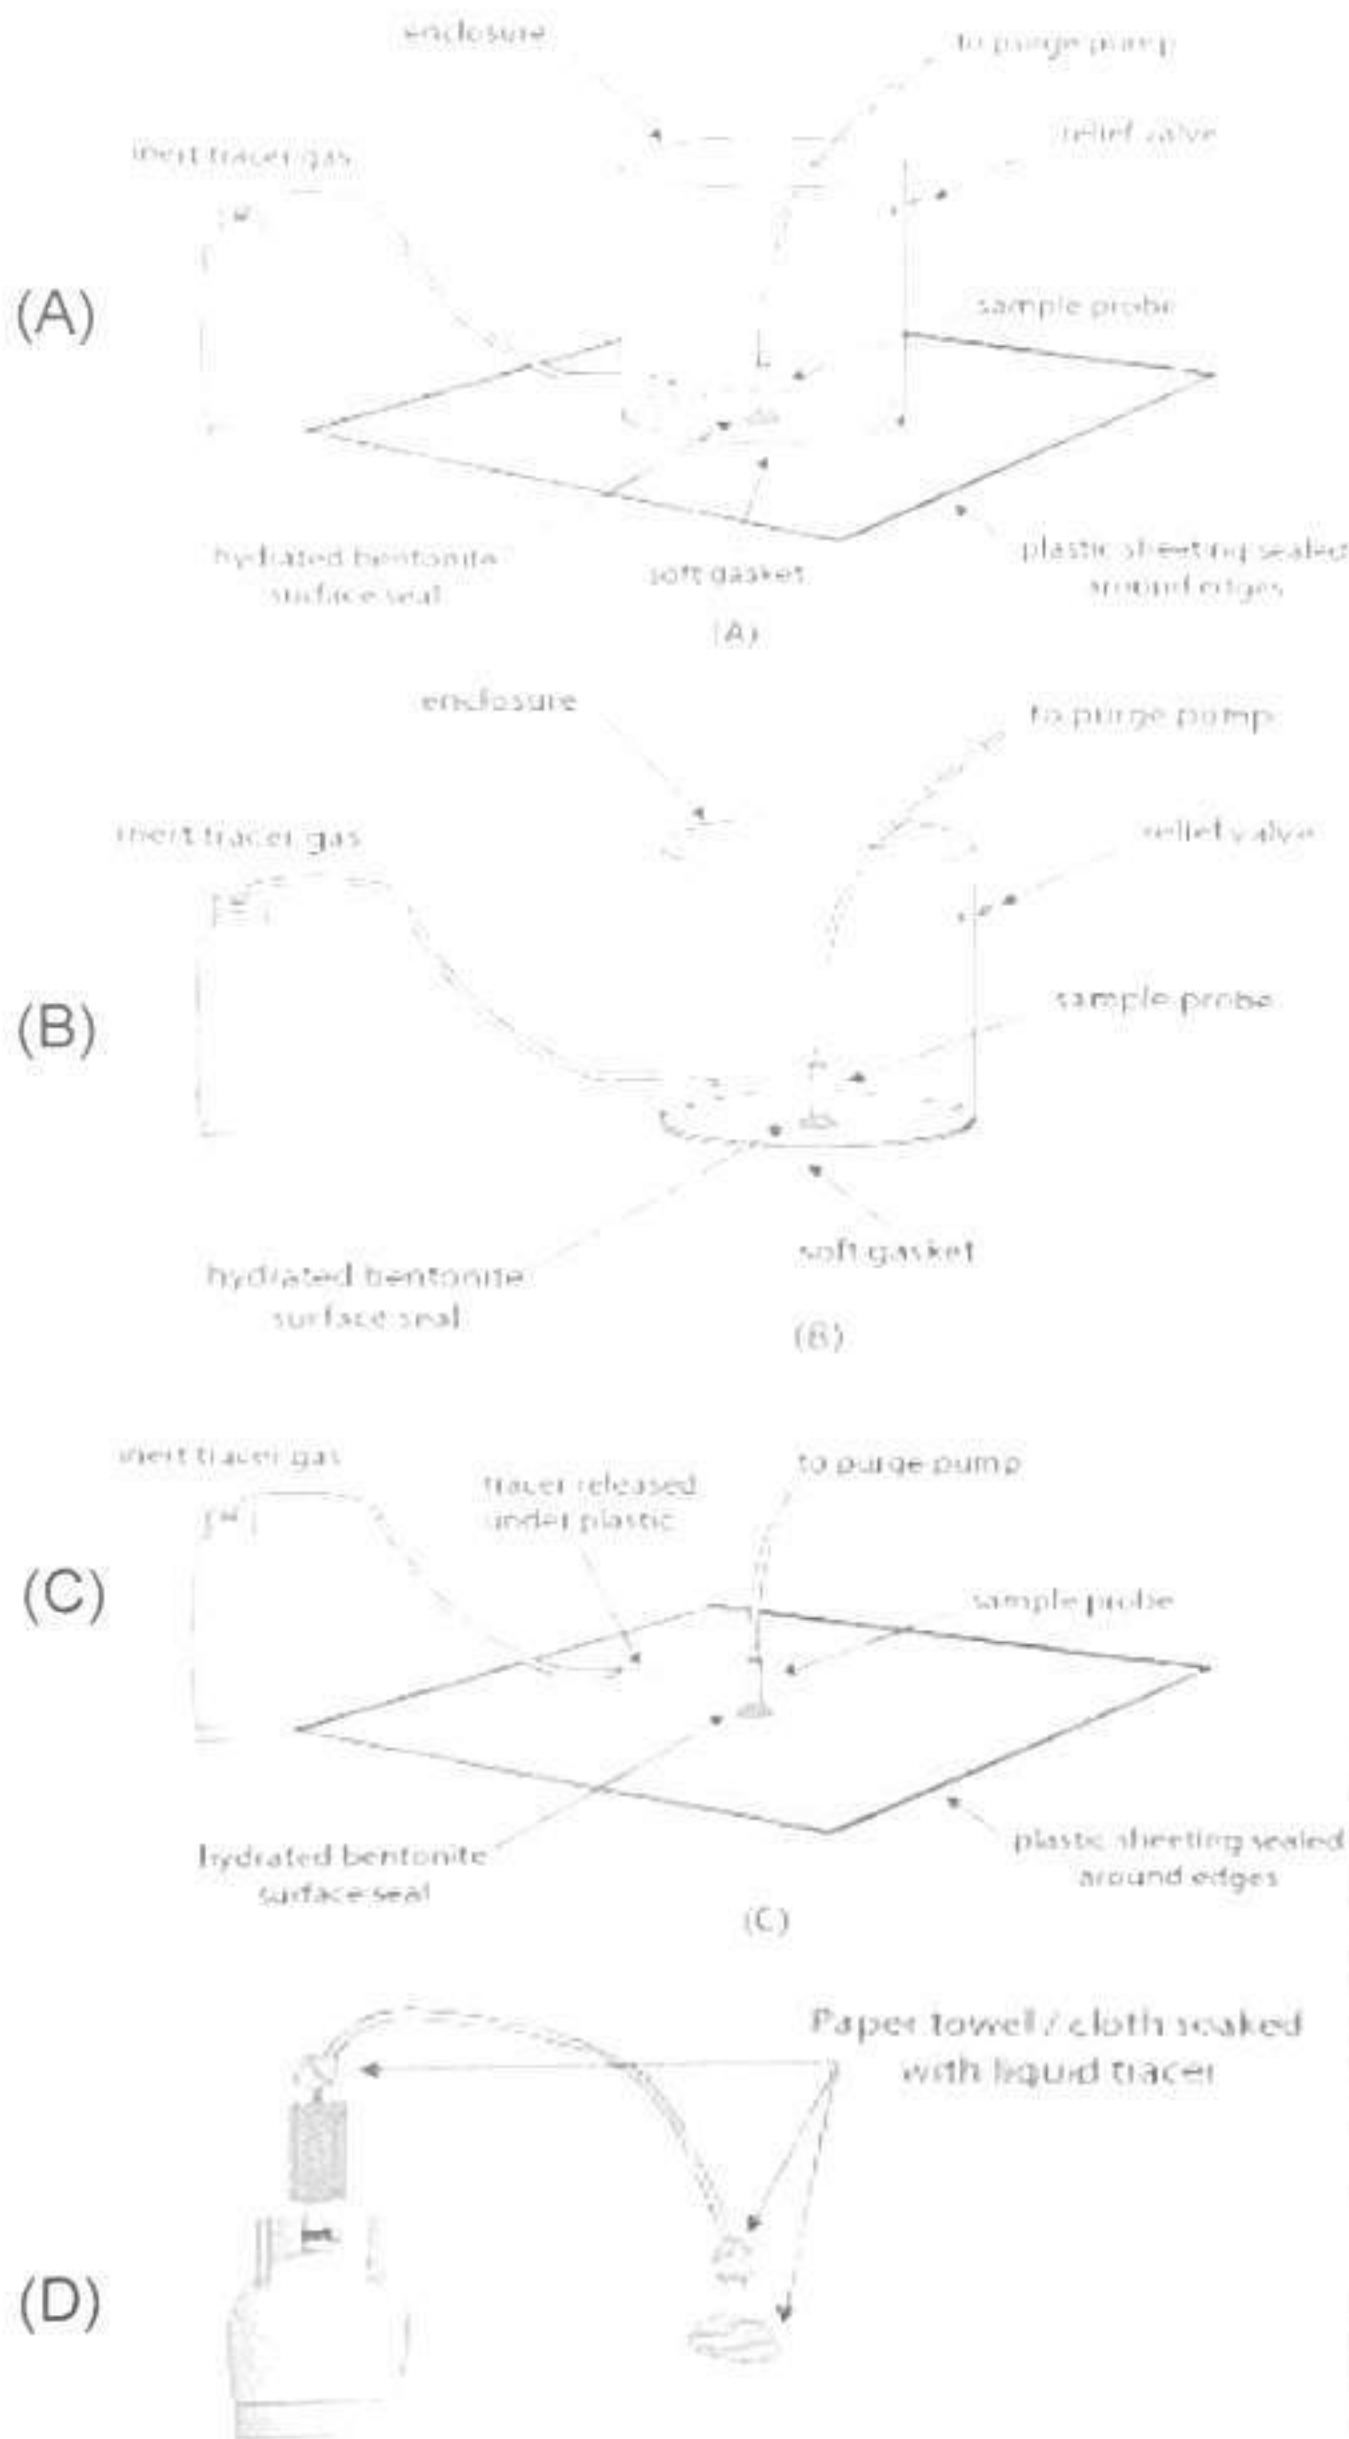 enclosure
to purge pump
inert tracer gas
relief valve
(A)
sample probe
hydrated bentonite
surface seal
soft gasket
plastic sheeting sealed
around edges
(A)
enclosure
to purge pump
inert tracer gas
relief valve
(B)
sample probe
soft gasket
hydrated bentonite
surface seal
(B)
inert tracer gas
tracer released
under plastic
to purge pump
(C)
sample probe
hydrated bentonite
surface seal
plastic sheeting sealed
around edges
(C)
Paper towel / cloth soaked
with liquid tracer
(D)